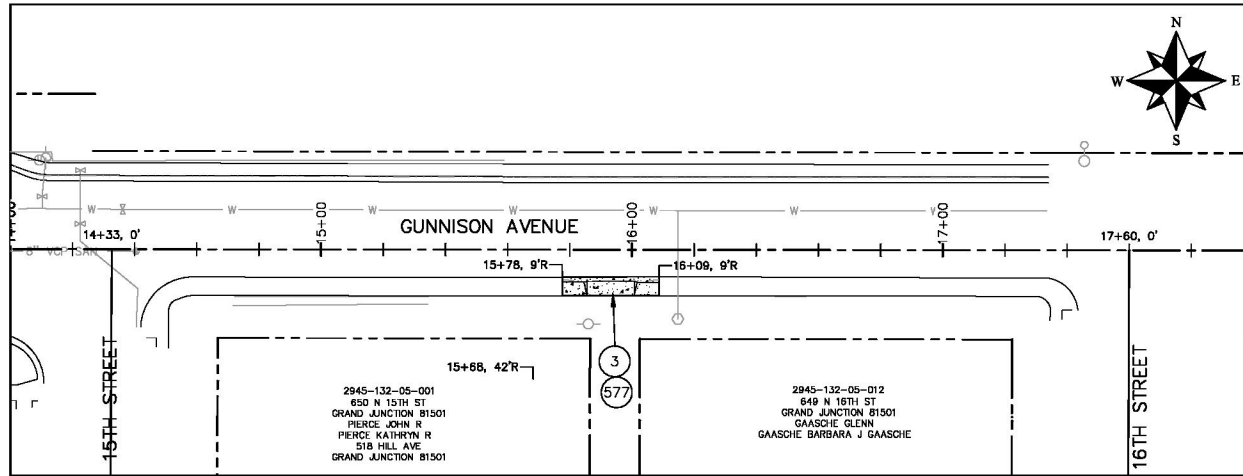 N
W
E
S
14+00
W
W
W
W
W
W
15+00
GUNNISON AVENUE
16+00
17+00
14+33, 0'
17+60, 0'
8" VCP SAN
15+78, 9'R
16+09, 9'R
15TH STREET
15+68, 42'R
3
577
16TH STREET
2945-132-05-001
650 N 15TH ST
GRAND JUNCTION 81501
PIERCE JOHN R
PIERCE KATHRYN R
518 HILL AVE
GRAND JUNCTION 81501
2945-132-05-012
649 N 16TH ST
GRAND JUNCTION 81501
GAASCHE GLENN
GAASCHE BARBARA J GAASCHE